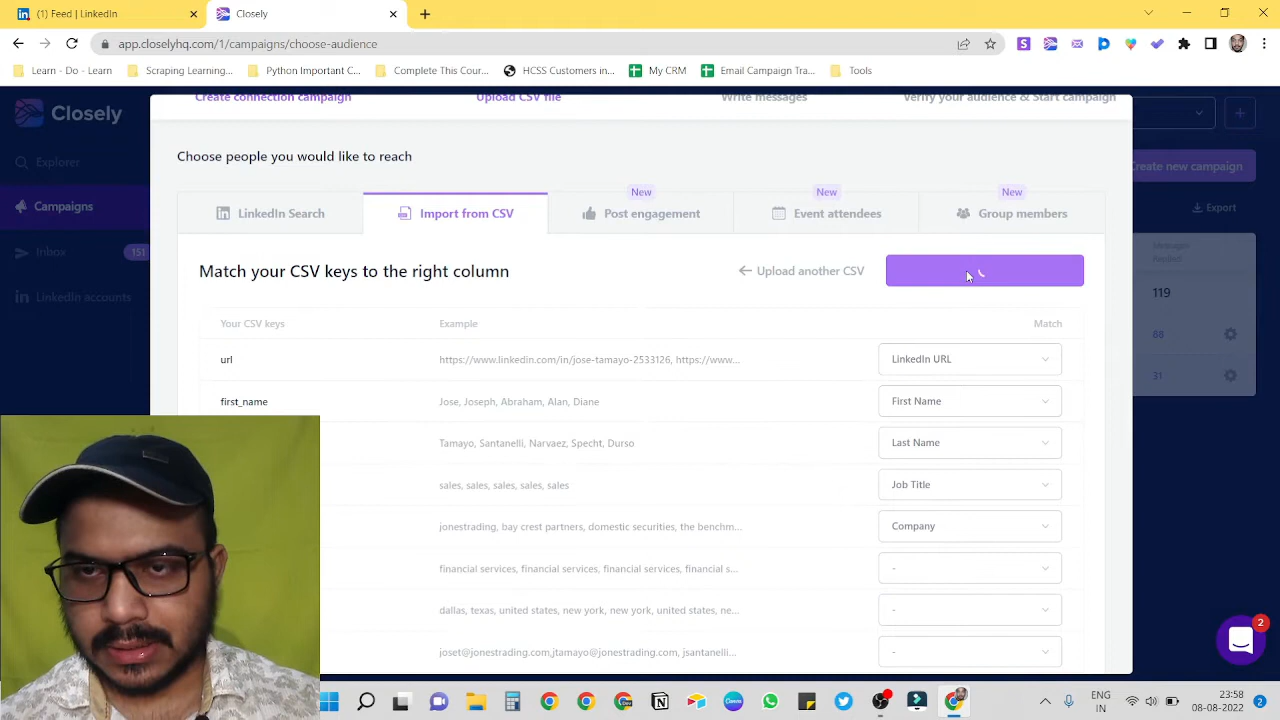 (1) Feed | LinkedIn
Closely
app.closelyhq.com/1/campaigns/choose-audience
Learn - Do - Learn
Scraping Learning...
Python Important C...
Complete This Cour...
HCSS Customers in...
My CRM
Email Campaign Tra...
Tools
Create connection campaign
Upload CSV file
Write messages
Verify your audience & Start campaign
Closely
Explorer
Create new campaign
Campaigns
Export
Inbox
151
LinkedIn accounts
Messages
Replied
119
68
31
Choose people you would like to reach
New
New
New
LinkedIn Search
Import from CSV
Post engagement
Event attendees
Group members
Match your CSV keys to the right column
Upload another CSV
Your CSV keys
Example
Match
url
https://www.linkedin.com/in/jose-tamayo-2533126, https://www...
LinkedIn URL
first_name
Jose, Joseph, Abraham, Alan, Diane
First Name
Tamayo, Santanelli, Narvaez, Specht, Durso
Last Name
sales, sales, sales, sales, sales
Job Title
jonestrading, bay crest partners, domestic securities, the benchm...
Company
financial services, financial services, financial services, financial s...
-
dallas, texas, united states, new york, new york, united states, ne...
-
joset@jonestrading.com,jtamayo@jonestrading.com, jsantanelli...
-
2
ENG
IN
23:58
08-08-2022